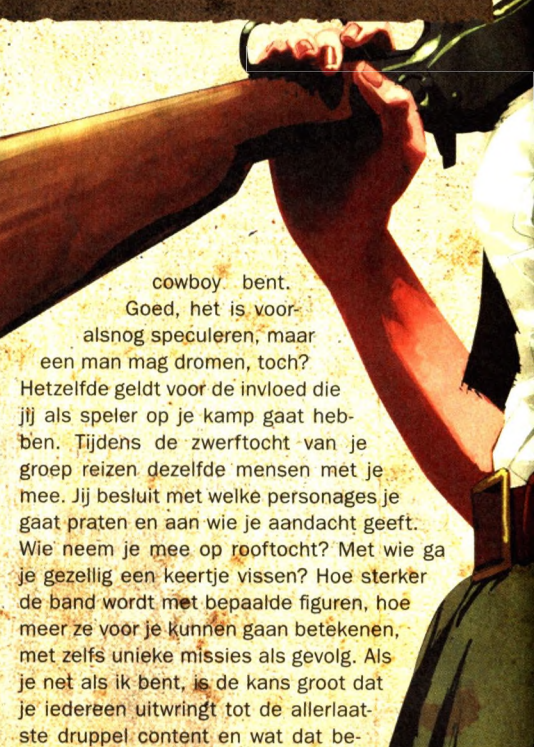 cowboy bent.
Goed, het is voor-
alsnog speculeren, maar
een man mag dromen, toch?
Hetzelfde geldt voor de invloed die
jij als speler op je kamp gaat heb-
ben. Tijdens de zwerftocht van je
groep reizen dezelfde mensen met je
mee. Jij besluit met welke personages je
gaat praten en aan wie je aandacht geeft.
Wie neem je mee op rooftocht? Met wie ga
je gezellig een keertje vissen? Hoe sterker
de band wordt met bepaalde figuren, hoe
meer ze voor je kunnen gaan betekenen,
met zelfs unieke missies als gevolg. Als
je net als ik bent, is de kans groot dat
je iedereen uitwringt tot de allerlaat-
ste druppel content en wat dat be-